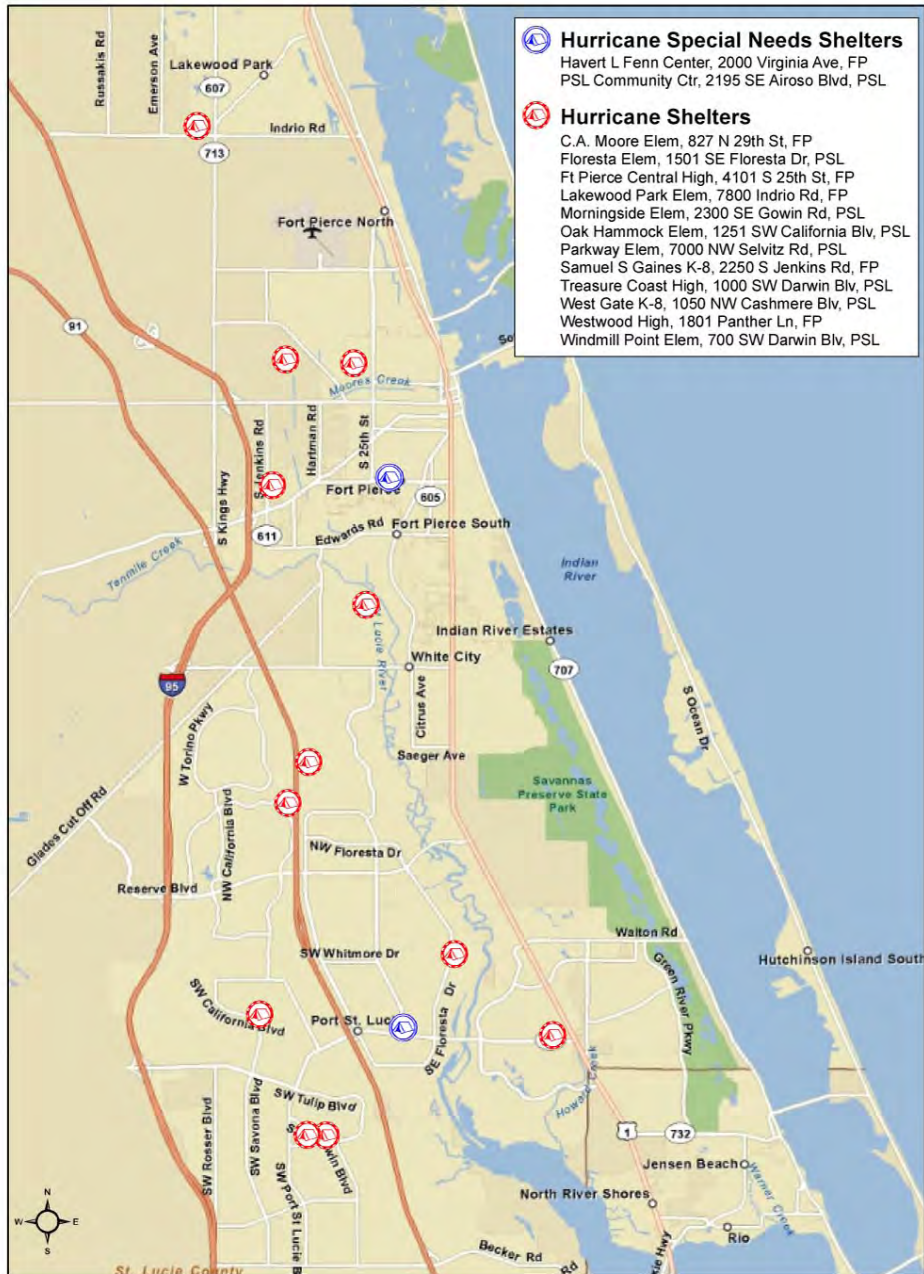 Hurricane Special Needs Shelters
Havert L Fenn Center, 2000 Virginia Ave, FP
PSL Community Ctr, 2195 SE Airoso Blvd, PSL
Hurricane Shelters
C.A. Moore Elem, 827 N 29th St, FP
Floresta Elem, 1501 SE Floresta Dr, PSL
Ft Pierce Central High, 4101 S 25th St, FP
Lakewood Park Elem, 7800 Indrio Rd, FP
Morningside Elem, 2300 SE Gowin Rd, PSL
Oak Hammock Elem, 1251 SW California Blv, PSL
Parkway Elem, 7000 NW Selvitz Rd, PSL
Samuel S Gaines K-8, 2250 S Jenkins Rd, FP
Treasure Coast High, 1000 SW Darwin Blv, PSL
West Gate K-8, 1050 NW Cashmere Blv, PSL
Westwood High, 1801 Panther Ln, FP
Windmill Point Elem, 700 SW Darwin Blv, PSL
Russakis Rd
Emerson Ave
Lakewood Park
607
Indrio Rd
713
Fort Pierce North
91
Moores Creek
S Kings Hwy
S Jenkins Rd
Hartman Rd
S 25th St
Fort Pierce
605
611
Edwards Rd
Fort Pierce South
Tenmile Creek
Indian
River
Lucie River
Indian River Estates
White City
707
95
Citrus Ave
S Ocean Dr
W Torino Pkwy
Saeger Ave
Savannas
Preserve State
Park
Glades Cut Off Rd
NW California Blvd
NW Floresta Dr
Reserve Blvd
Walton Rd
SW Whitmore Dr
Hutchinson Island South
Green River Pkwy
SW California Blvd
Port St. Luc
SE Floresta Dr
Howard Creek
SW Tulip Blvd
SW Rosser Blvd
SW Savona Blvd
win Blvd
SW Port St Lucie B
1
732
Jensen Beach
Warner Creek
North River Shores
Rio
N
W E
S
Becker Rd
Rd
kie Hwy
St. Lucie County